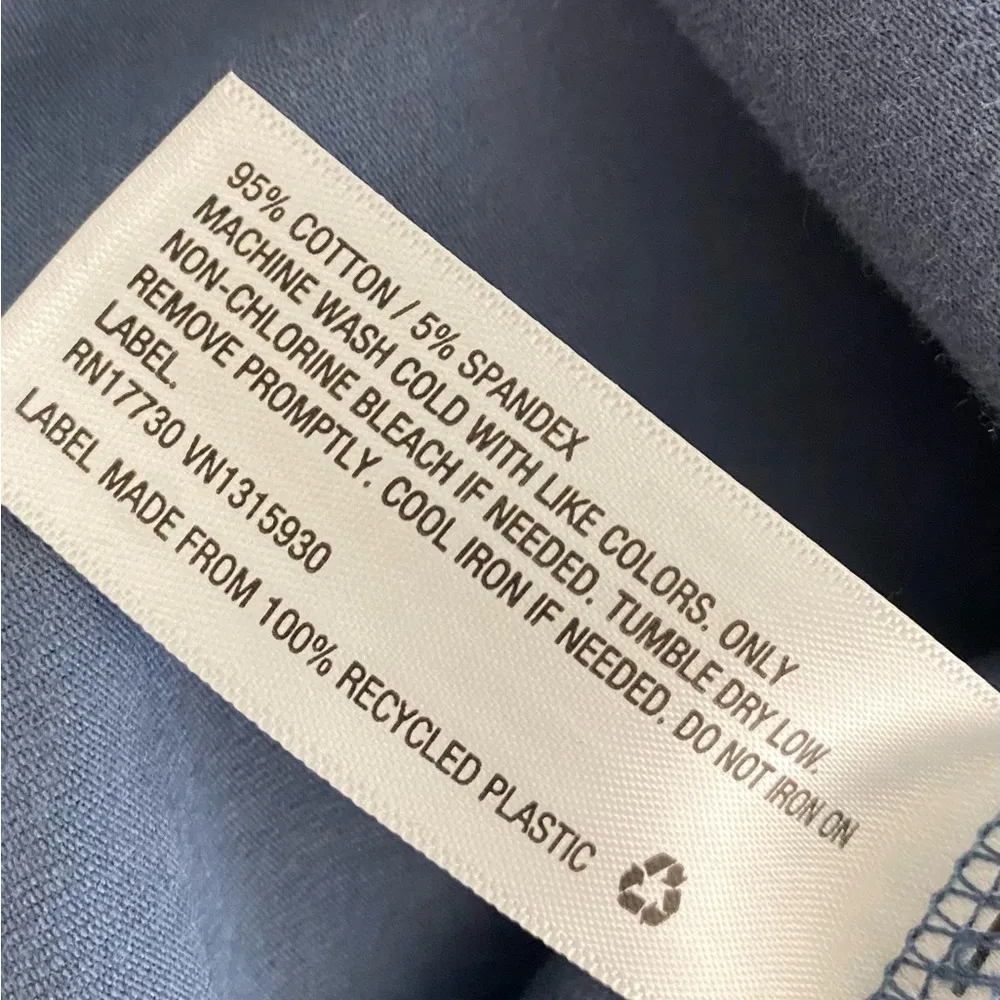 95% COTTON / 5% SPANDEX
MACHINE WASH COLD WITH LIKE COLORS. ONLY
NON-CHLORINE BLEACH IF NEEDED. TUMBLE DRY LOW.
REMOVE PROMPTLY. COOL IRON IF NEEDED. DO NOT IRON ON
LABEL.
RN17730 VN1315930
LABEL MADE FROM 100% RECYCLED PLASTIC